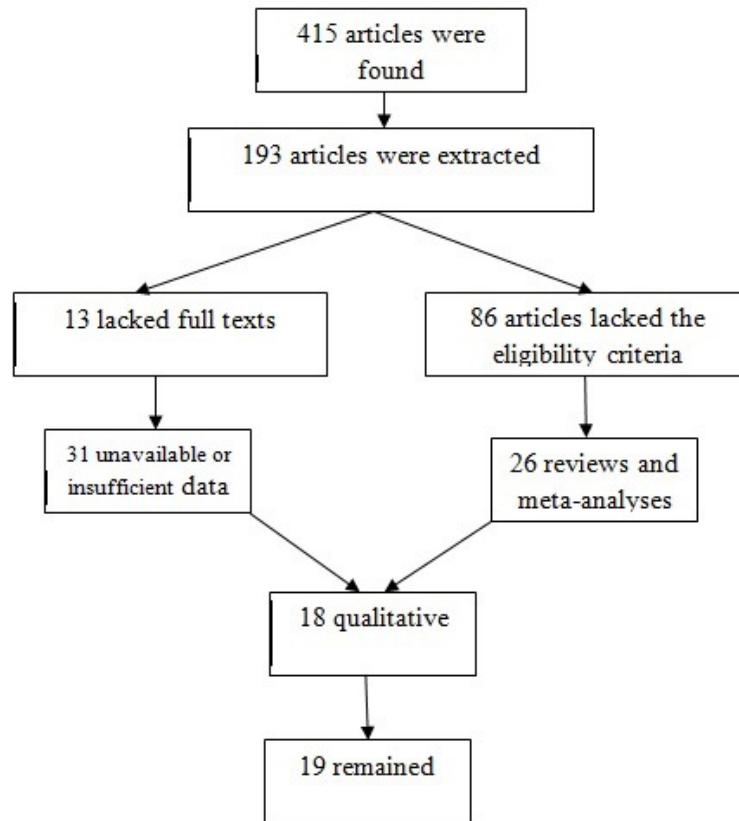 415 articles were
found
193 articles were extracted
13 lacked full texts
86 articles lacked the
eligibility criteria
31 unavailable or
insufficient data
26 reviews and
meta-analyses
18 qualitative
19 remained